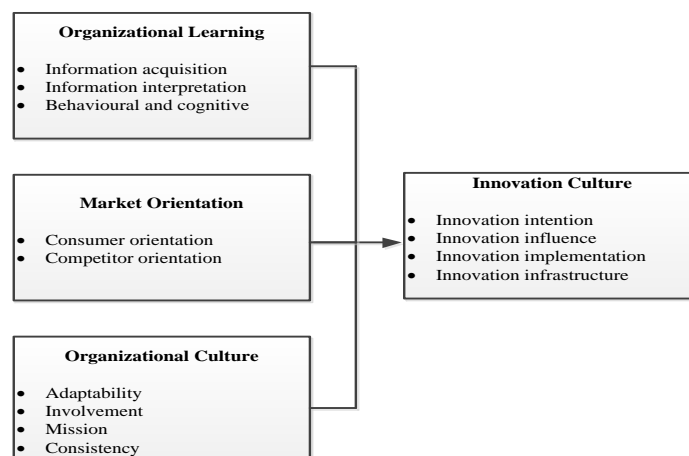 Organizational Learning
• Information acquisition
• Information interpretation
• Behavioural and cognitive
Market Orientation
• Consumer orientation
• Competitor orientation
Organizational Culture
• Adaptability
• Involvement
• Mission
• Consistency
Innovation Culture
• Innovation intention
• Innovation influence
• Innovation implementation
• Innovation infrastructure